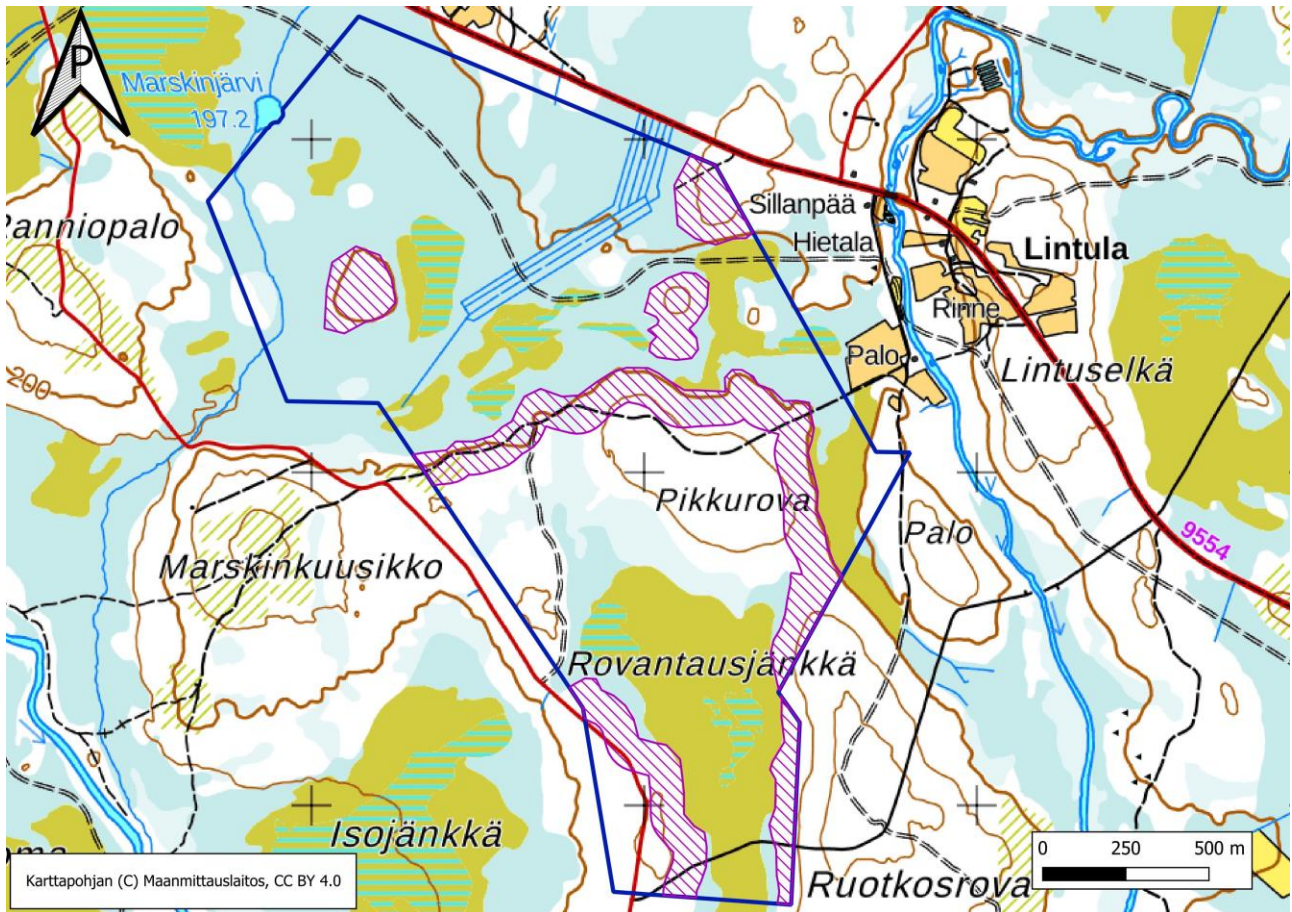 P
Marskinjärvi
197.2
Panniopalo
Sillanpää
Hietala
Lintula
Rinne
Palo
Lintuselkä
200
Pikkurova
Palo
9554
Marskinkuusikko
Rovantausjänkkä
Isojänkkä
Ruotkosrova
0 250 500 m
Karttapohjan (C) Maanmittauslaitos, CC BY 4.0